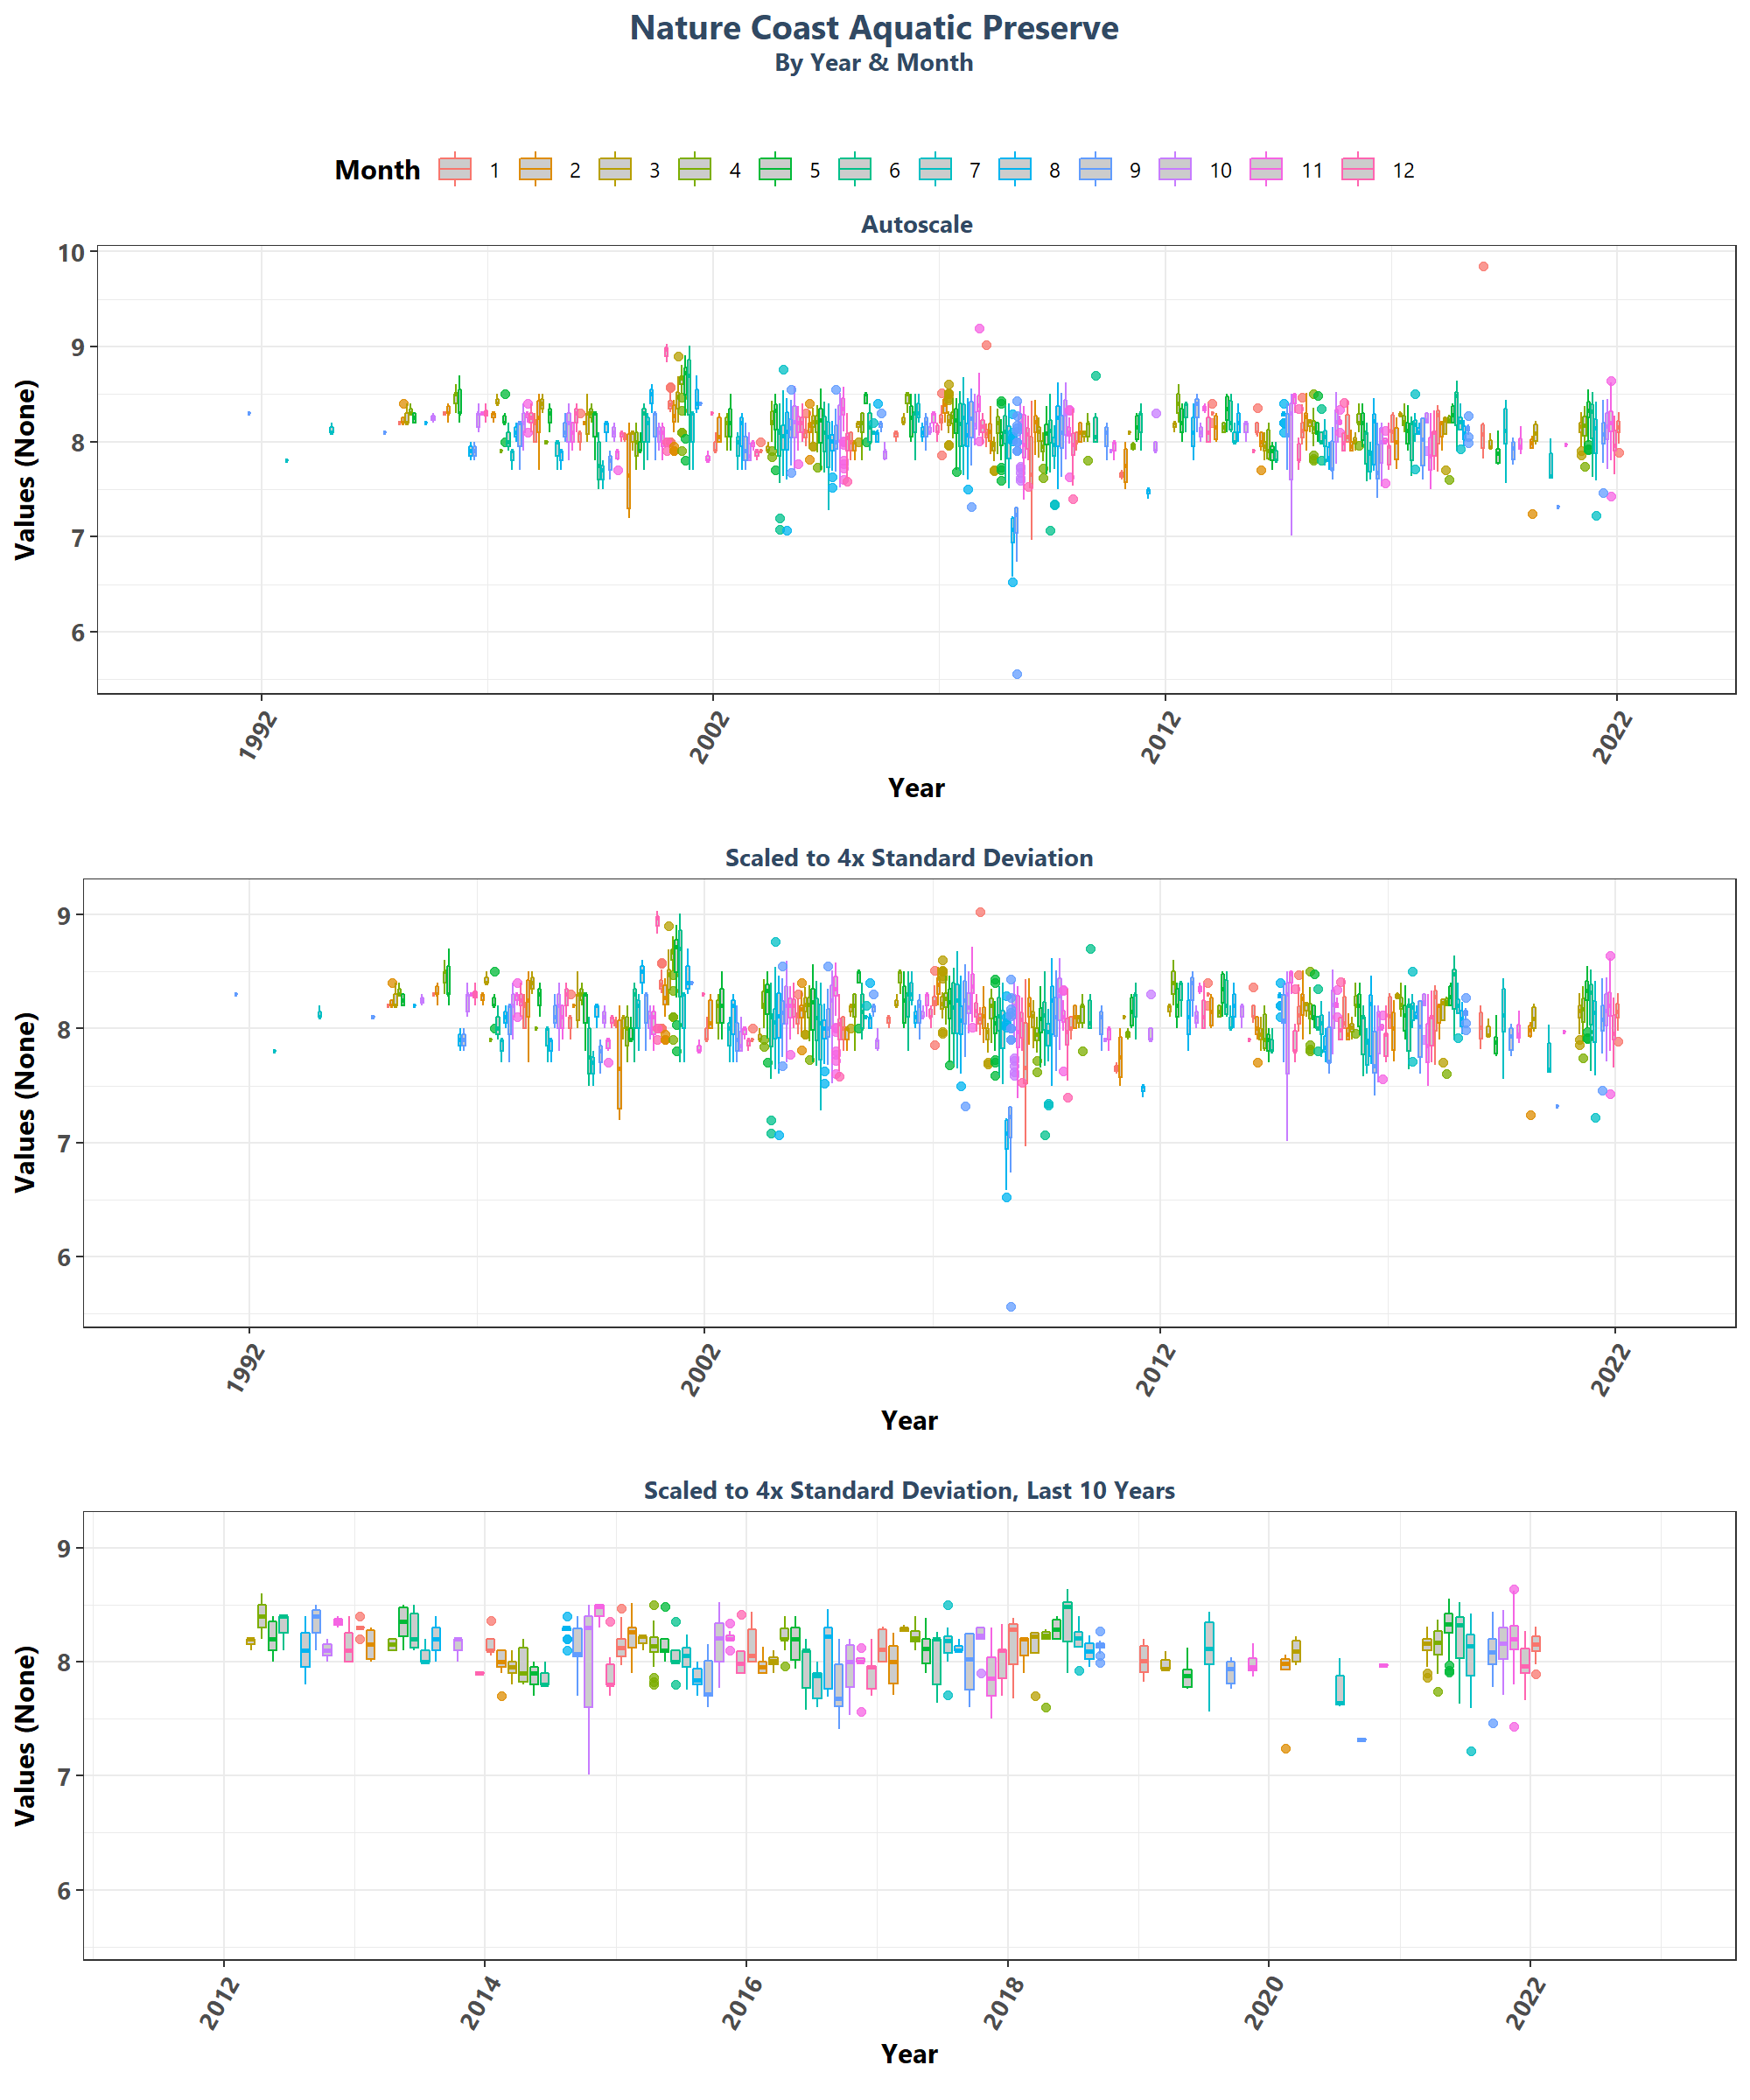 Nature Coast Aquatic Preserve
By Year & Month
Month 1 2 3 4 5 6 7 8 9 10 11 12
Autoscale
Values (None)
10
9
8
7
6
1992 2002 2012 2022
Year
Scaled to 4x Standard Deviation
Values (None)
9
8
7
6
1992 2002 2012 2022
Year
Scaled to 4x Standard Deviation, Last 10 Years
Values (None)
9
8
7
6
2012 2014 2016 2018 2020 2022
Year